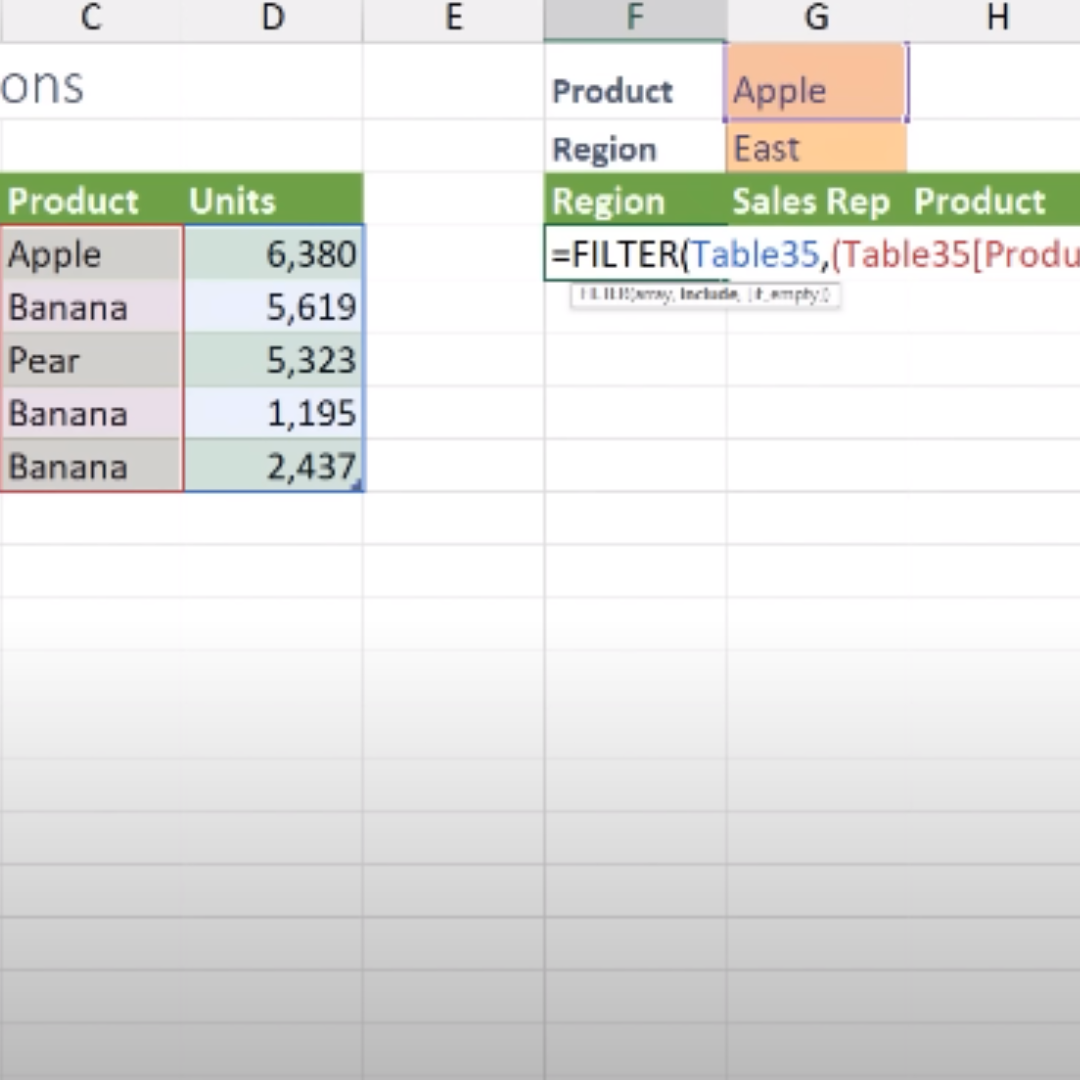 C D E F G H
ons Product Apple
Region East
Product Units Region Sales Rep Product
Apple 6,380 =FILTER(Table35,(Table35[Produ
FILTER(array, include, [if_empty])
Banana 5,619
Pear 5,323
Banana 1,195
Banana 2,437